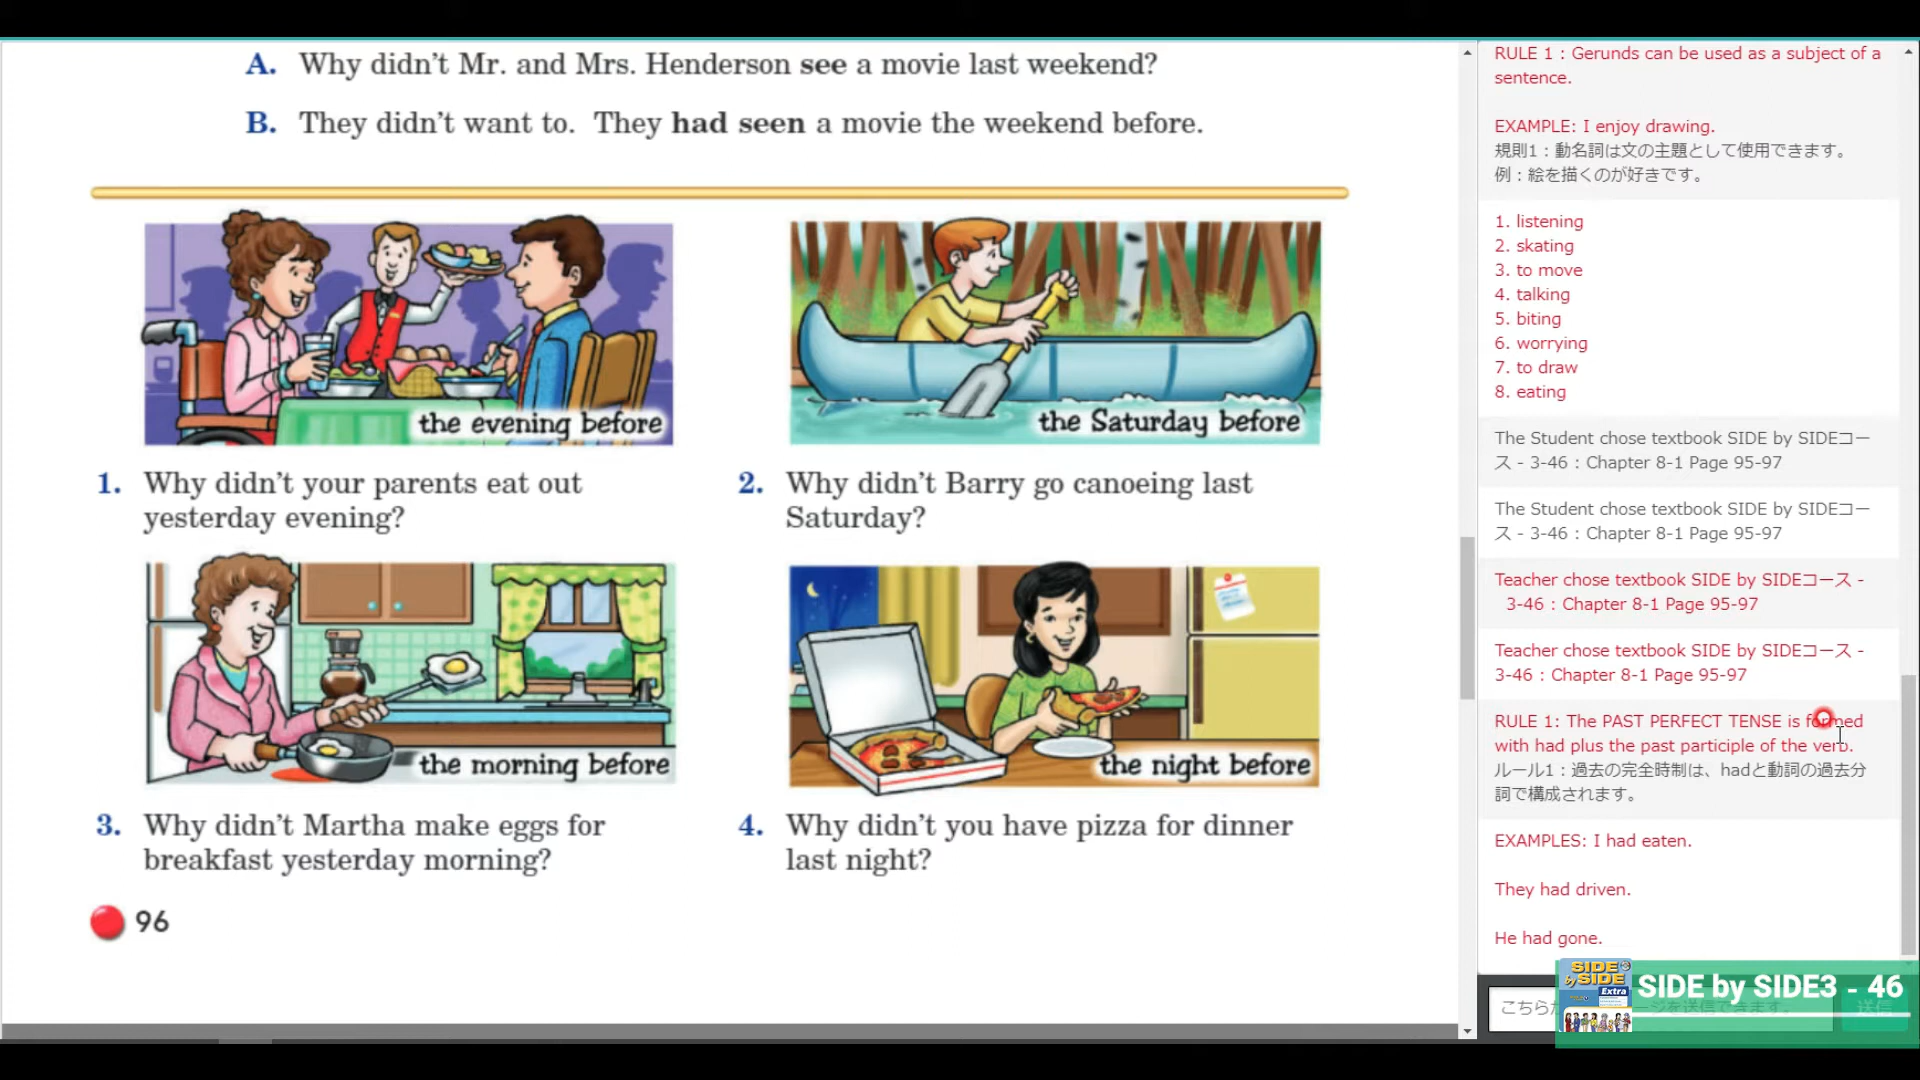 A. Why didn't Mr. and Mrs. Henderson see a movie last weekend?
B. They didn't want to. They had seen a movie the weekend before.
the evening before
the Saturday before
1. Why didn't your parents eat out
yesterday evening?
2. Why didn't Barry go canoeing last
Saturday?
the morning before
the night before
3. Why didn't Martha make eggs for
breakfast yesterday morning?
4. Why didn't you have pizza for dinner
last night?
96
RULE 1 : Gerunds can be used as a subject of a
sentence.
EXAMPLE: I enjoy drawing.
規則1：動名詞は文の主題として使用できます。
例：絵を描くのが好きです。
1. listening
2. skating
3. to move
4. talking
5. biting
6. worrying
7. to draw
8. eating
The Student chose textbook SIDE by SIDEコー
ス - 3-46 : Chapter 8-1 Page 95-97
The Student chose textbook SIDE by SIDEコー
ス - 3-46 : Chapter 8-1 Page 95-97
Teacher chose textbook SIDE by SIDEコース -
3-46 : Chapter 8-1 Page 95-97
Teacher chose textbook SIDE by SIDEコース -
3-46 : Chapter 8-1 Page 95-97
RULE 1: The PAST PERFECT TENSE is formed
with had plus the past participle of the verb.
ルール1：過去の完全時制は、hadと動詞の過去分
詞で構成されます。
EXAMPLES: I had eaten.
They had driven.
He had gone.
SIDE by SIDE Extra
SIDE by SIDE3 - 46
こちら
ージを送信できます。
送信